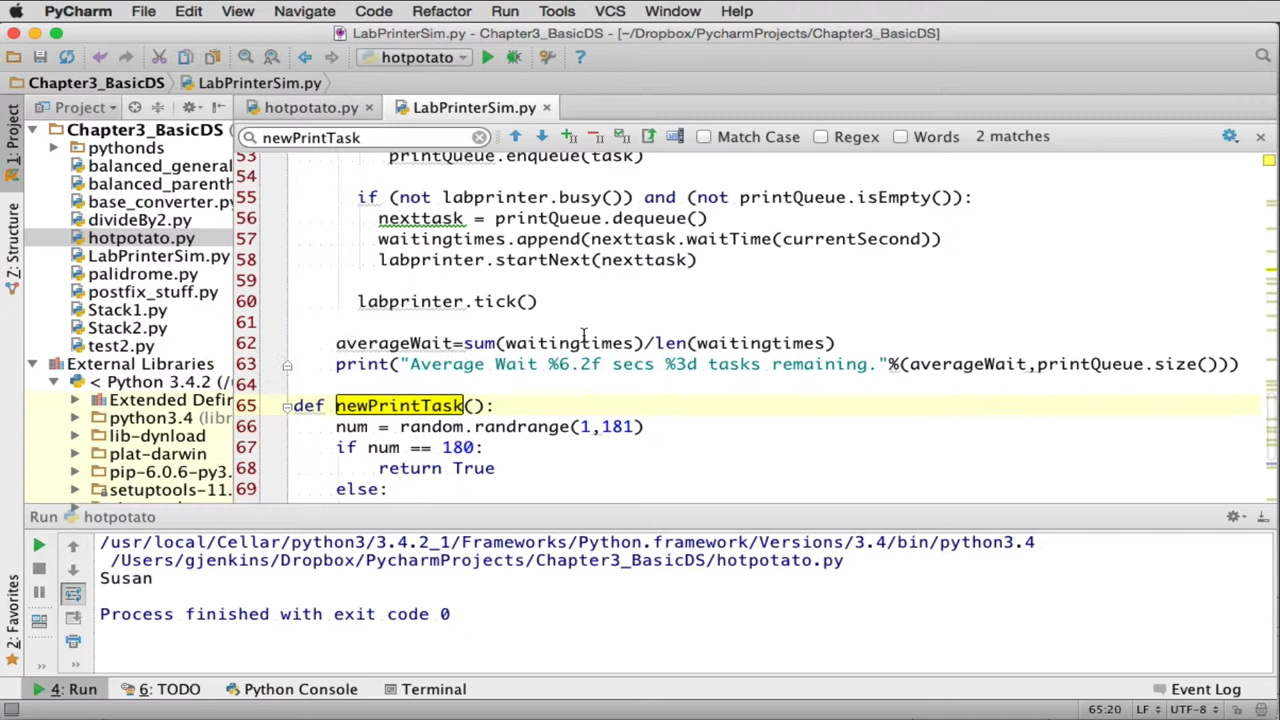 PyCharm File Edit View Navigate Code Refactor Run Tools VCS Window Help
LabPrinterSim.py - Chapter3_BasicDS - [~/Dropbox/PycharmProjects/Chapter3_BasicDS]
hotpotato
Chapter3_BasicDS LabPrinterSim.py
1: Project
Z: Structure
2: Favorites
Project
hotpotato.py LabPrinterSim.py
newPrintTask Match Case Regex Words 2 matches
Chapter3_BasicDS (
pythonds
balanced_general
balanced_parenth
base_converter.py
divideBy2.py
hotpotato.py
LabPrinterSim.py
palidrome.py
postfix_stuff.py
Stack1.py
Stack2.py
test2.py
External Libraries
< Python 3.4.2 (/us
Extended Defir
python3.4 (libr
lib-dynload
plat-darwin
pip-6.0.6-py3.
setuptools-11.
53 printQueue.enqueue(task)
54
55 if (not labprinter.busy()) and (not printQueue.isEmpty()):
56 nexttask = printQueue.dequeue()
57 waitingtimes.append(nexttask.waitTime(currentSecond))
58 labprinter.startNext(nexttask)
59
60 labprinter.tick()
61
62 averageWait=sum(waitingtimes)/len(waitingtimes)
63 print("Average Wait %6.2f secs %3d tasks remaining."%(averageWait,printQueue.size()))
64
65 def newPrintTask():
66 num = random.randrange(1,181)
67 if num == 180:
68 return True
69 else:
Run hotpotato
/usr/local/Cellar/python3/3.4.2_1/Frameworks/Python.framework/Versions/3.4/bin/python3.4
/Users/gjenkins/Dropbox/PycharmProjects/Chapter3_BasicDS/hotpotato.py
Susan
Process finished with exit code 0
4: Run 6: TODO Python Console Terminal Event Log
65:20 LF UTF-8